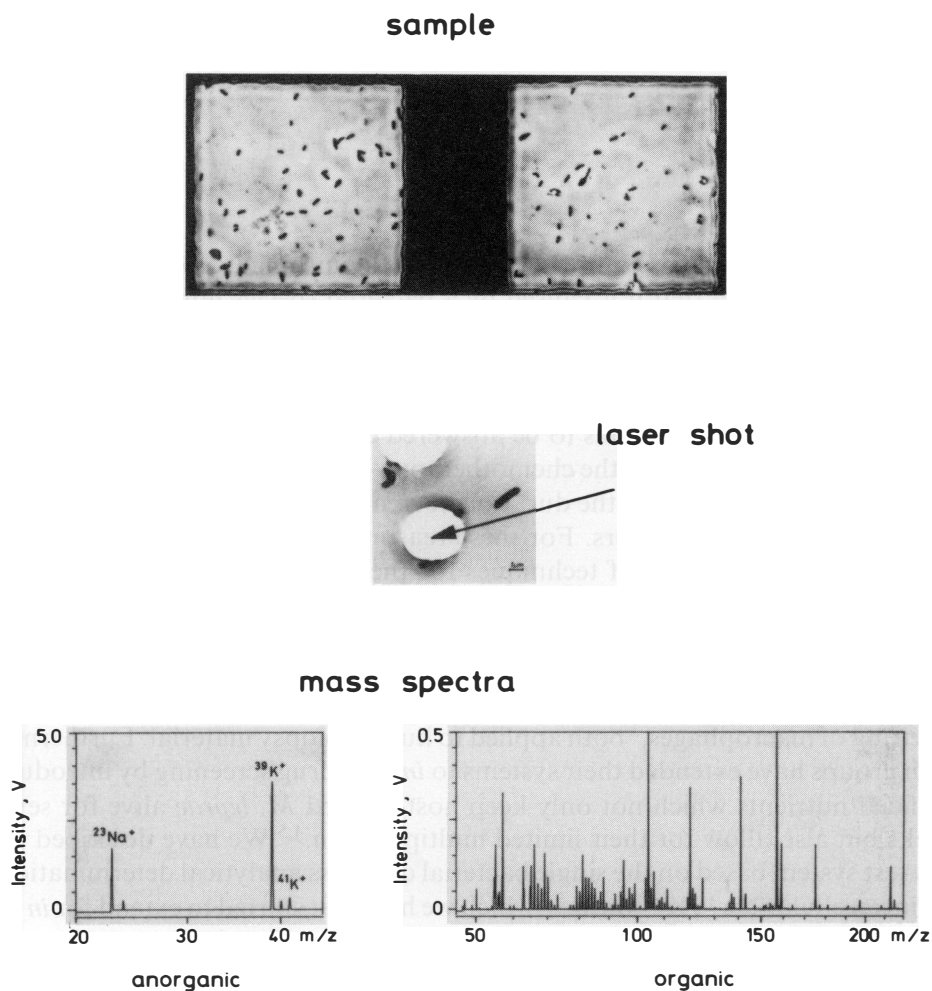 sample
laser shot
mass spectra
5.0
Intensity V
0
²³Na⁺
³⁹K⁺
⁴¹K⁺
20 30 40 m/z
anorganic
0.5
Intensity V
0
50 100 150 200 m/z
organic